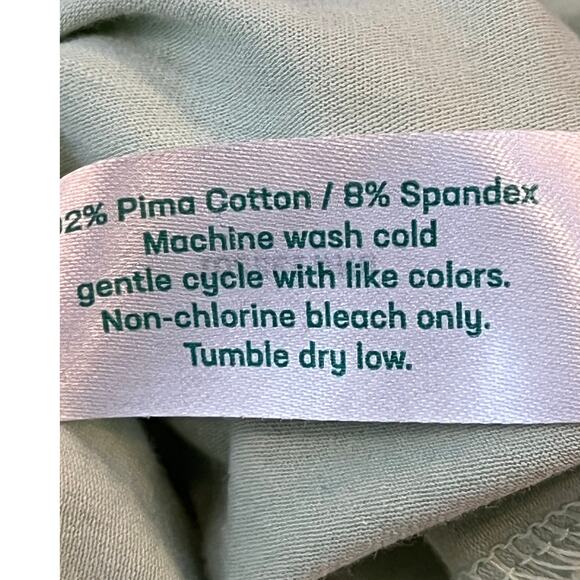 92% Pima Cotton / 8% Spandex
Machine wash cold
gentle cycle with like colors.
Non-chlorine bleach only.
Tumble dry low.